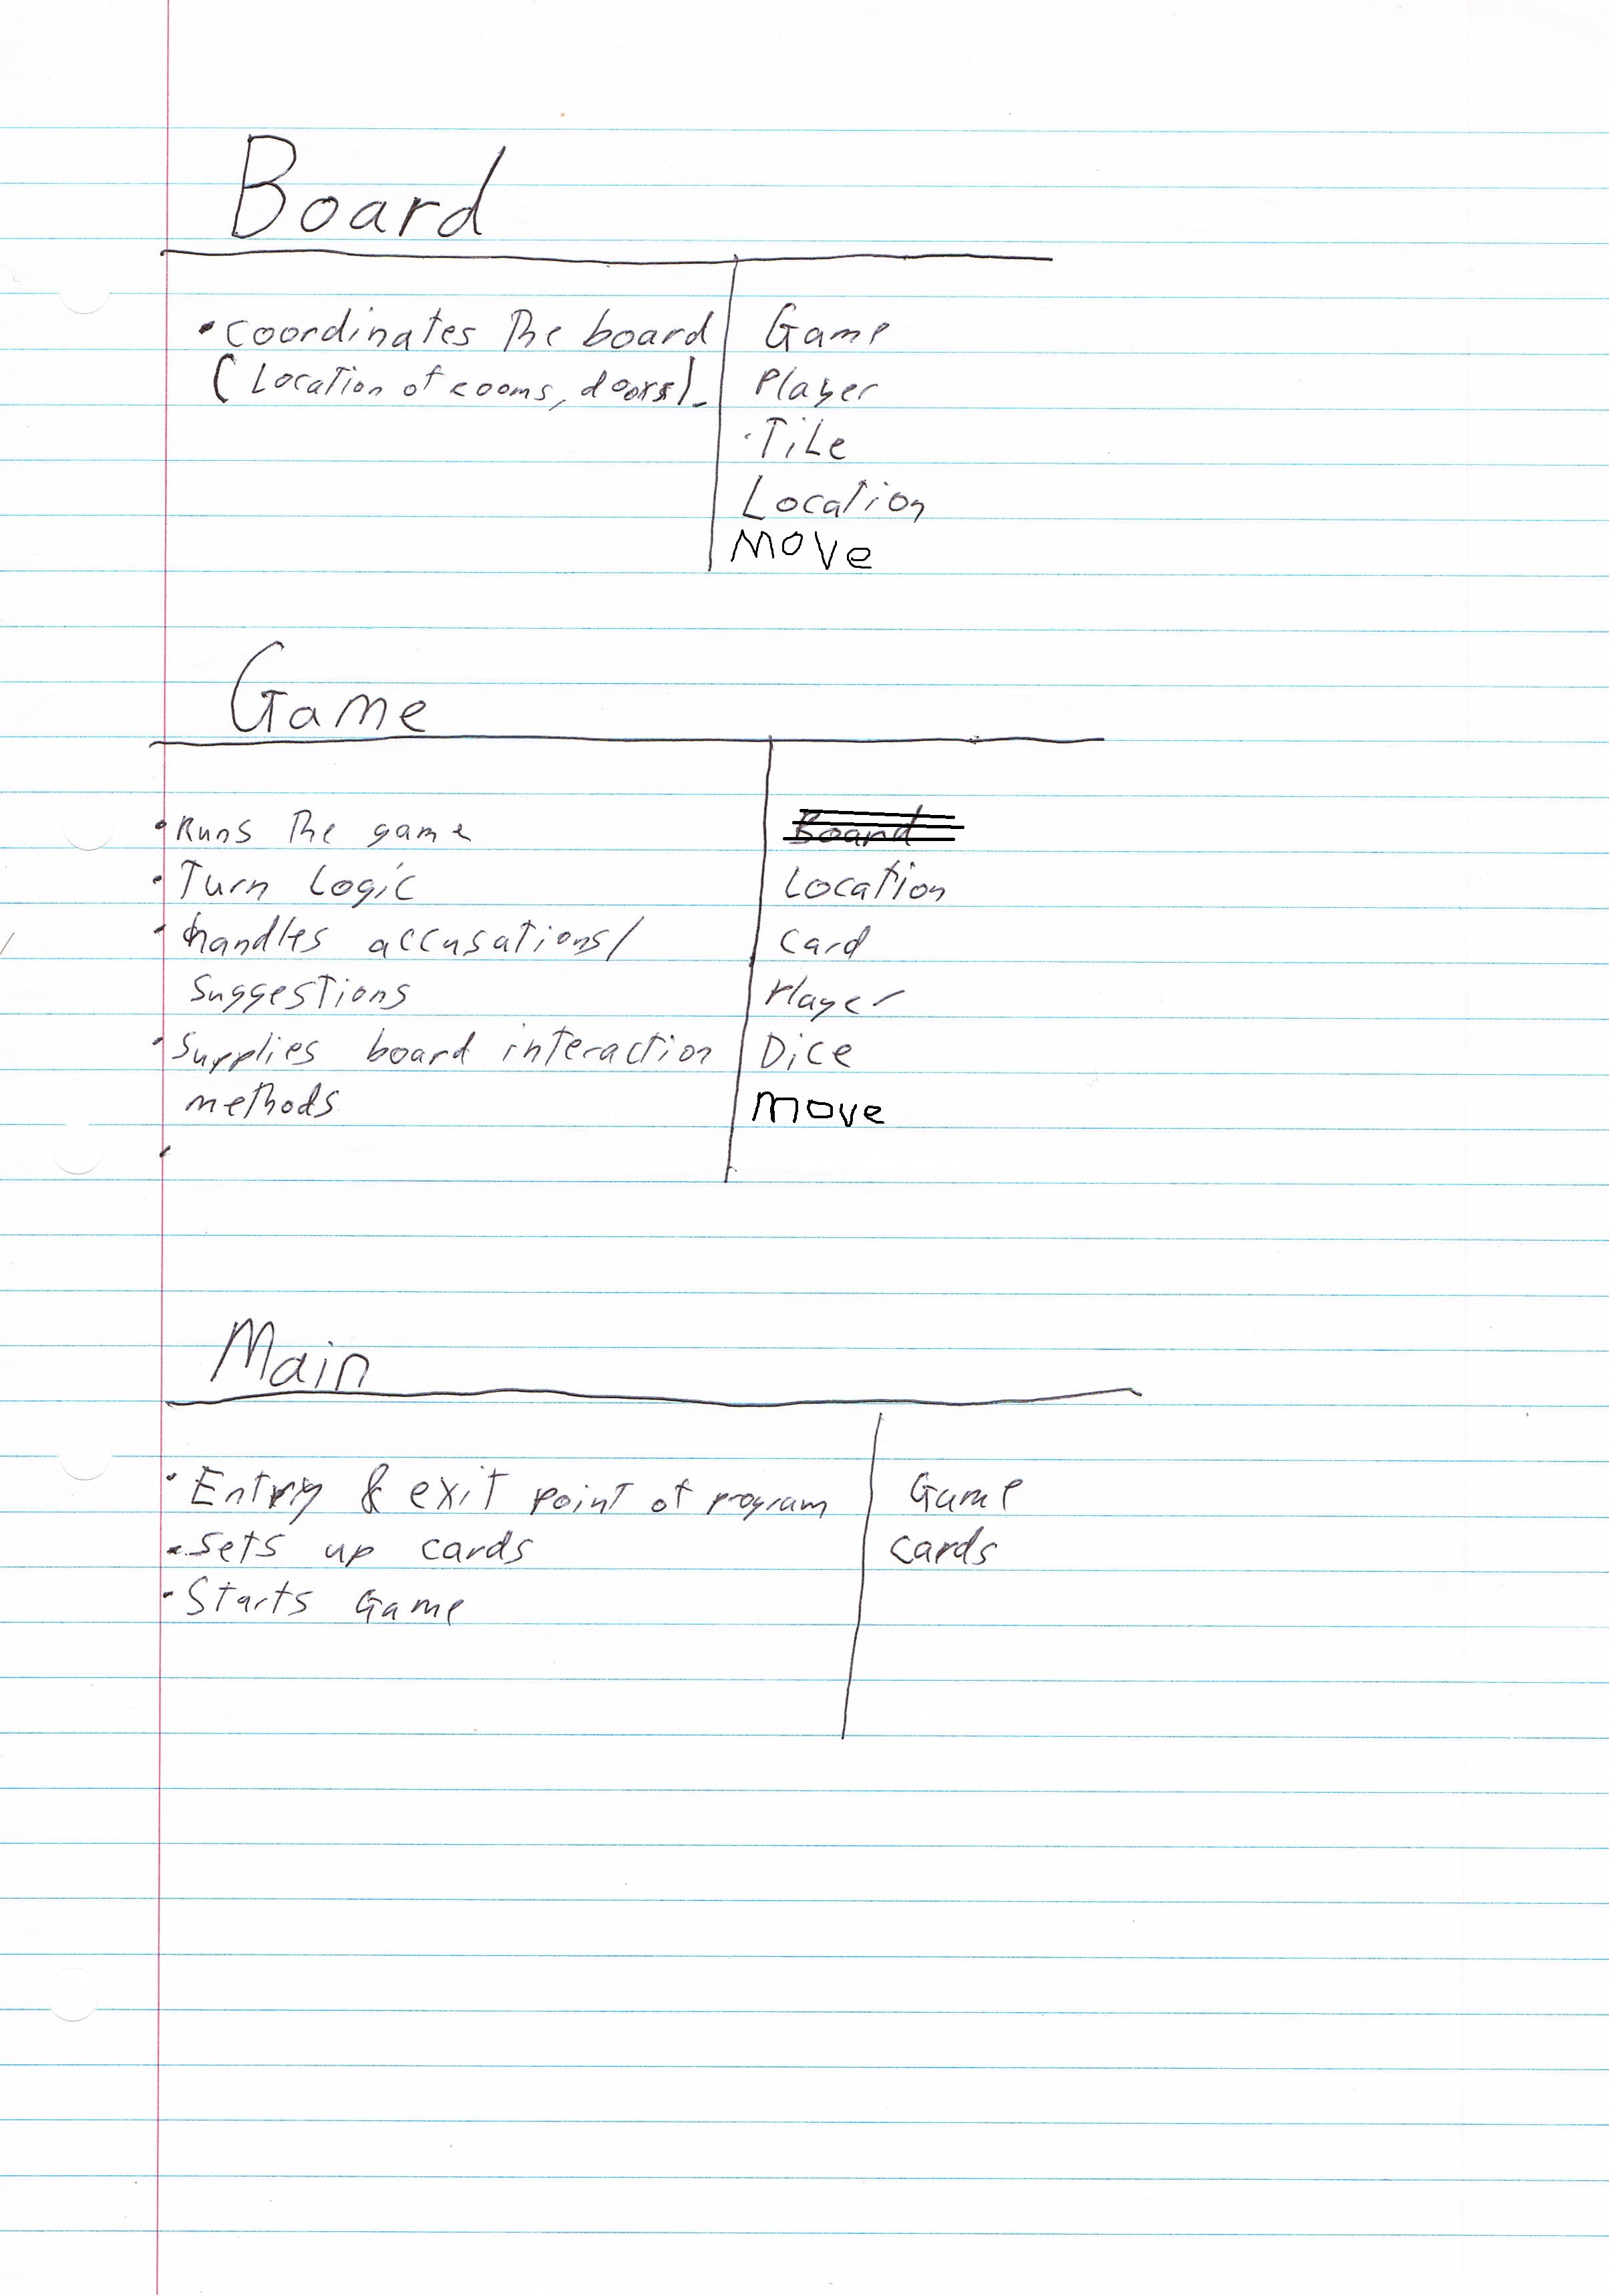 Board
• coordinates The board
(Location of rooms, doors).
Game
Player
Tile
Location
Move
Game
• Runs The game
• Turn Logic
• handles accusations/
suggestions
• Supplies board interaction
methods
•
Board
Location
Card
Player
Dice
Move
Main
• Entry & exit point of program
• Sets up cards
• Starts Game
Game
cards